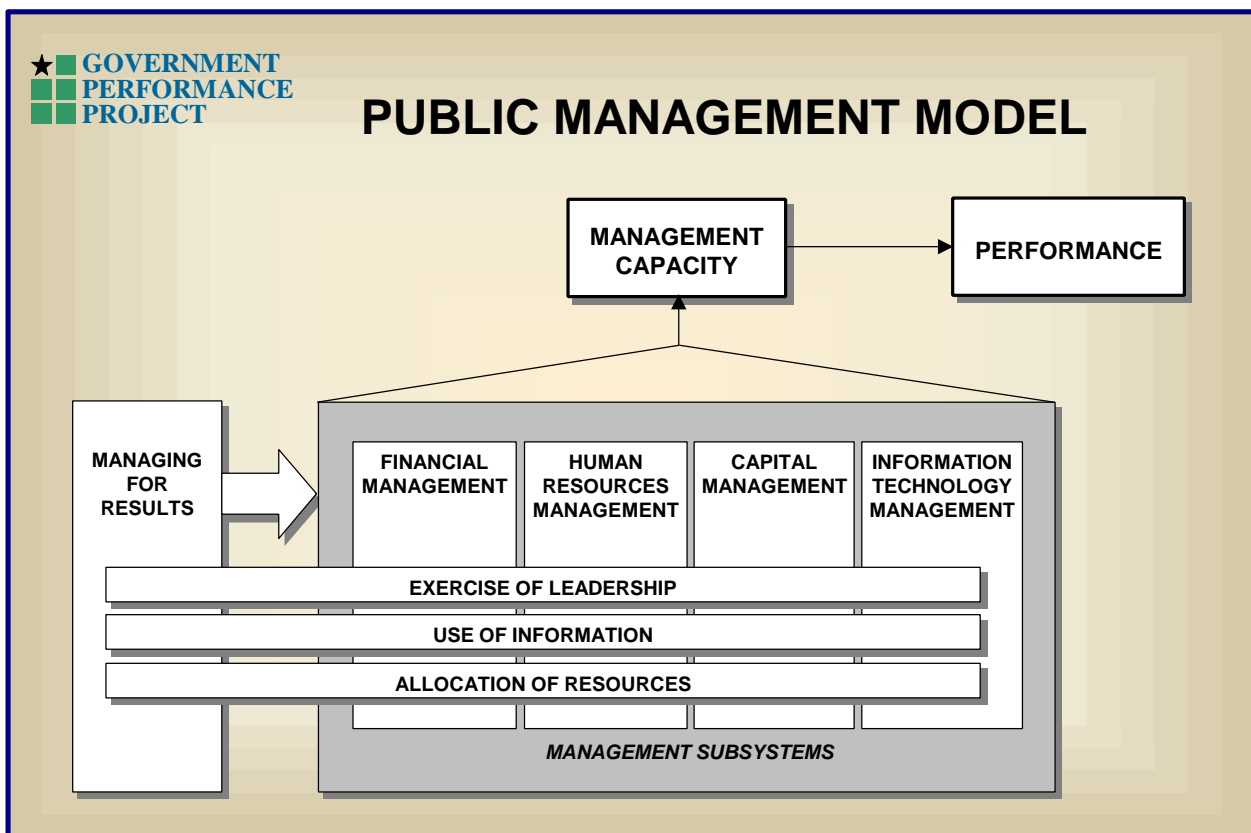 GOVERNMENT
PERFORMANCE
PROJECT
PUBLIC MANAGEMENT MODEL
MANAGEMENT
CAPACITY
PERFORMANCE
MANAGING
FOR
RESULTS
FINANCIAL
MANAGEMENT
HUMAN
RESOURCES
MANAGEMENT
CAPITAL
MANAGEMENT
INFORMATION
TECHNOLOGY
MANAGEMENT
EXERCISE OF LEADERSHIP
USE OF INFORMATION
ALLOCATION OF RESOURCES
MANAGEMENT SUBSYSTEMS